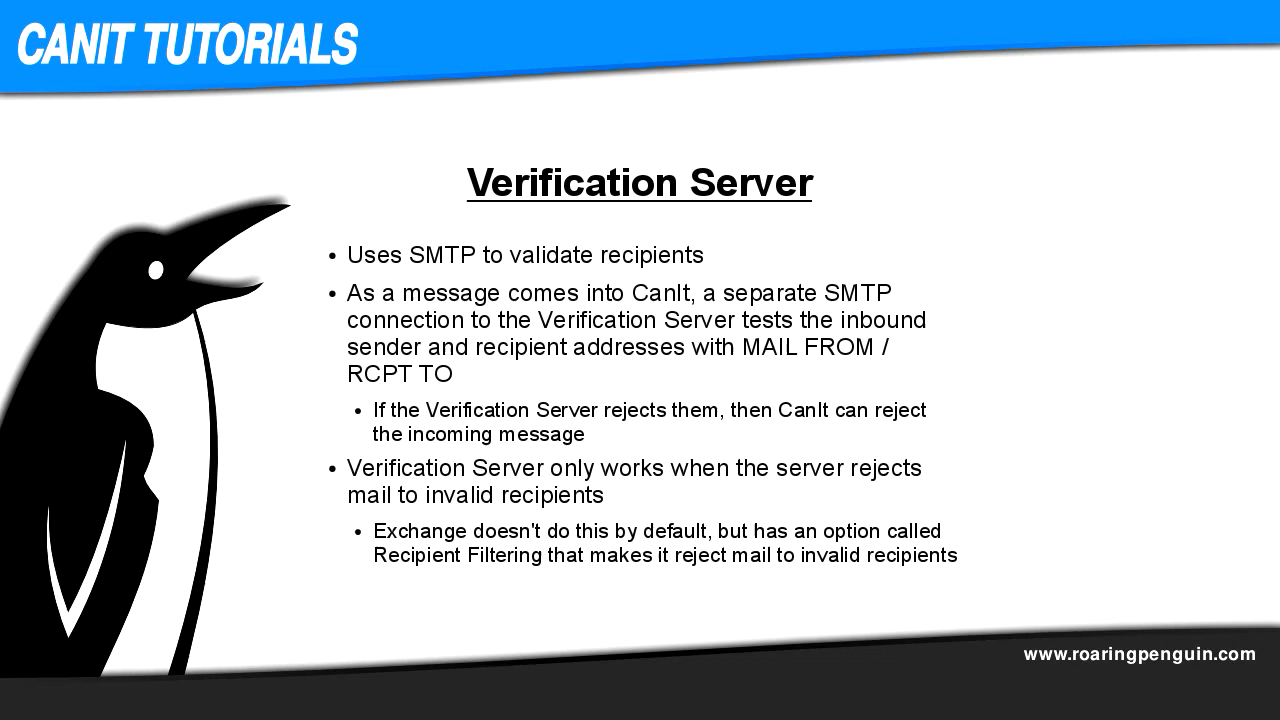 CANIT TUTORIALS
Verification Server
• Uses SMTP to validate recipients
• As a message comes into CanIt, a separate SMTP
connection to the Verification Server tests the inbound
sender and recipient addresses with MAIL FROM /
RCPT TO
• If the Verification Server rejects them, then CanIt can reject
the incoming message
• Verification Server only works when the server rejects
mail to invalid recipients
• Exchange doesn't do this by default, but has an option called
Recipient Filtering that makes it reject mail to invalid recipients
www.roaringpenguin.com